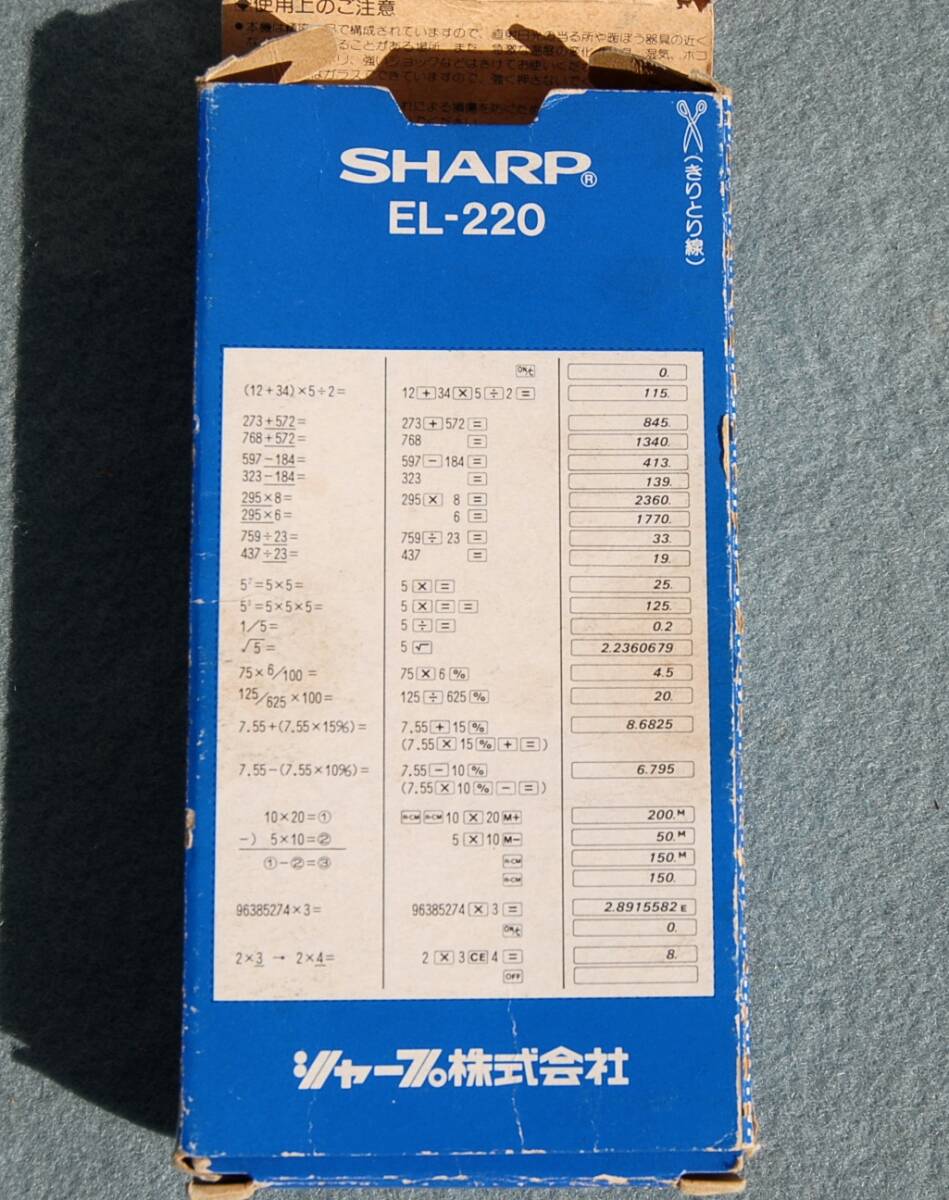 使用上のご注意
SHARP®
EL-220
(きりとり線)
ON/C 0.
(12+34)×5÷2= 12 + 34 × 5 ÷ 2 = 115.
273+572= 273 + 572 = 845.
768+572= 768 = 1340.
597-184= 597 - 184 = 413.
323-184= 323 = 139.
295×8= 295 × 8 = 2360.
295×6= 6 = 1770.
759÷23= 759 ÷ 23 = 33.
437÷23= 437 = 19.
5²=5×5= 5 × = 25.
5³=5×5×5= 5 × = = 125.
1/5= 5 ÷ = 0.2
√5= 5 √ 2.2360679
75×6/100= 75 × 6 % 4.5
125/625×100= 125 ÷ 625 % 20.
7.55+(7.55×15%)= 7.55 + 15 % 8.6825
(7.55 × 15 % + =)
7.55-(7.55×10%)= 7.55 - 10 % 6.795
(7.55 × 10 % - =)
10×20=① R·CM R·CM 10 × 20 M+ 200.M
-) 5×10=② 5 × 10 M- 50.M
①-②=③ R·CM 150.M
R·CM 150.
96385274×3= 96385274 × 3 = 2.8915582 E
ON/C 0.
2×3 → 2×4= 2 × 3 CE 4 = 8.
OFF
シャープ株式会社